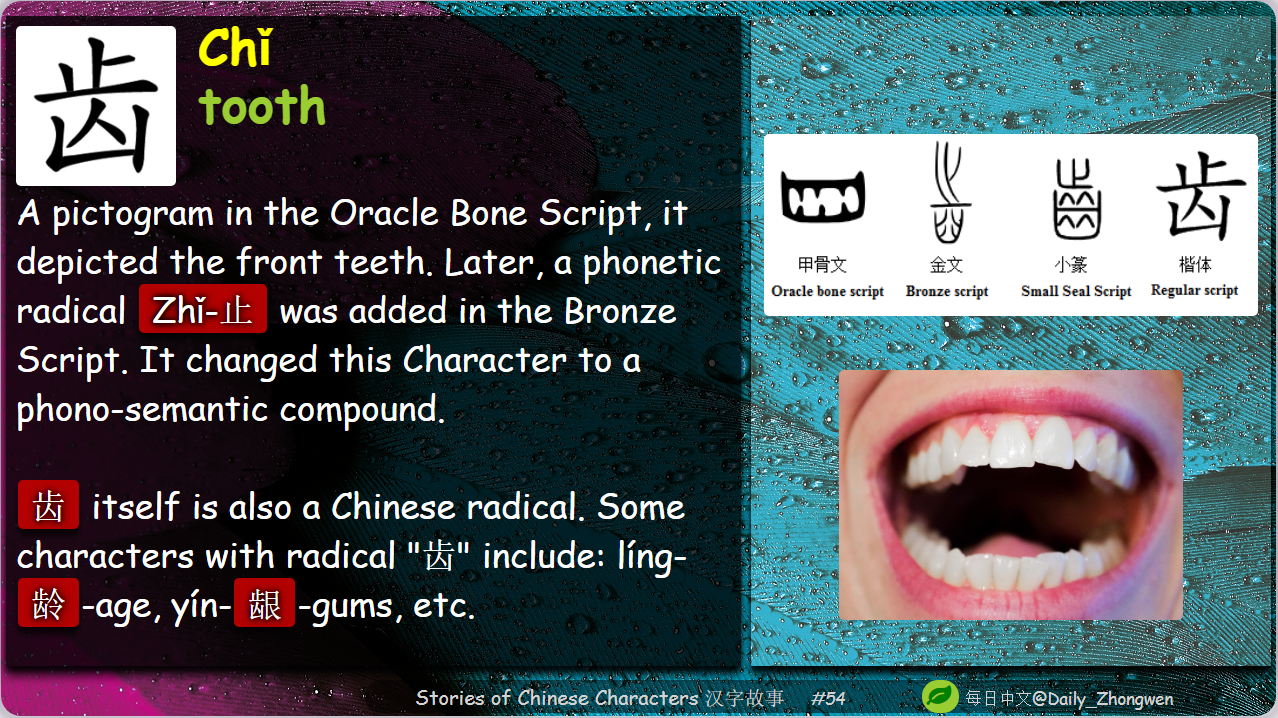 齿
Chǐ
tooth
A pictogram in the Oracle Bone Script, it
depicted the front teeth. Later, a phonetic
radical Zhǐ-止 was added in the Bronze
Script. It changed this Character to a
phono-semantic compound.
齿 itself is also a Chinese radical. Some
characters with radical "齿" include: líng-
龄-age, yín-龈-gums, etc.
齿
甲骨文 金文 小篆 楷体
Oracle bone script Bronze script Small Seal Script Regular script
Stories of Chinese Characters 汉字故事 #54
每日中文@Daily_Zhongwen